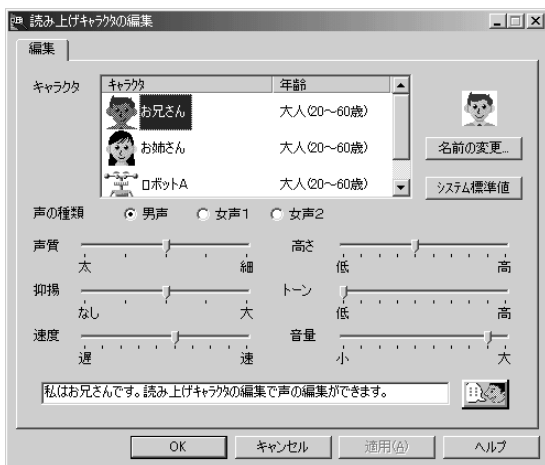 読み上げｷｬﾗｸﾀの編集
編集
キャラクタ
ｷｬﾗｸﾀ 年齢
お兄さん 大人(20～60歳)
お姉さん 大人(20～60歳)
ロボットA 大人(20～60歳)
名前の変更...
ｼｽﾃﾑ標準値
声の種類 男声 女声1 女声2
声質 太 細
高さ 低 高
抑揚 なし 大
トーン 低 高
速度 遅 速
音量 小 大
私はお兄さんです。読み上げｷｬﾗｸﾀの編集で声の編集ができます。
OK キャンセル 適用(A) ヘルプ